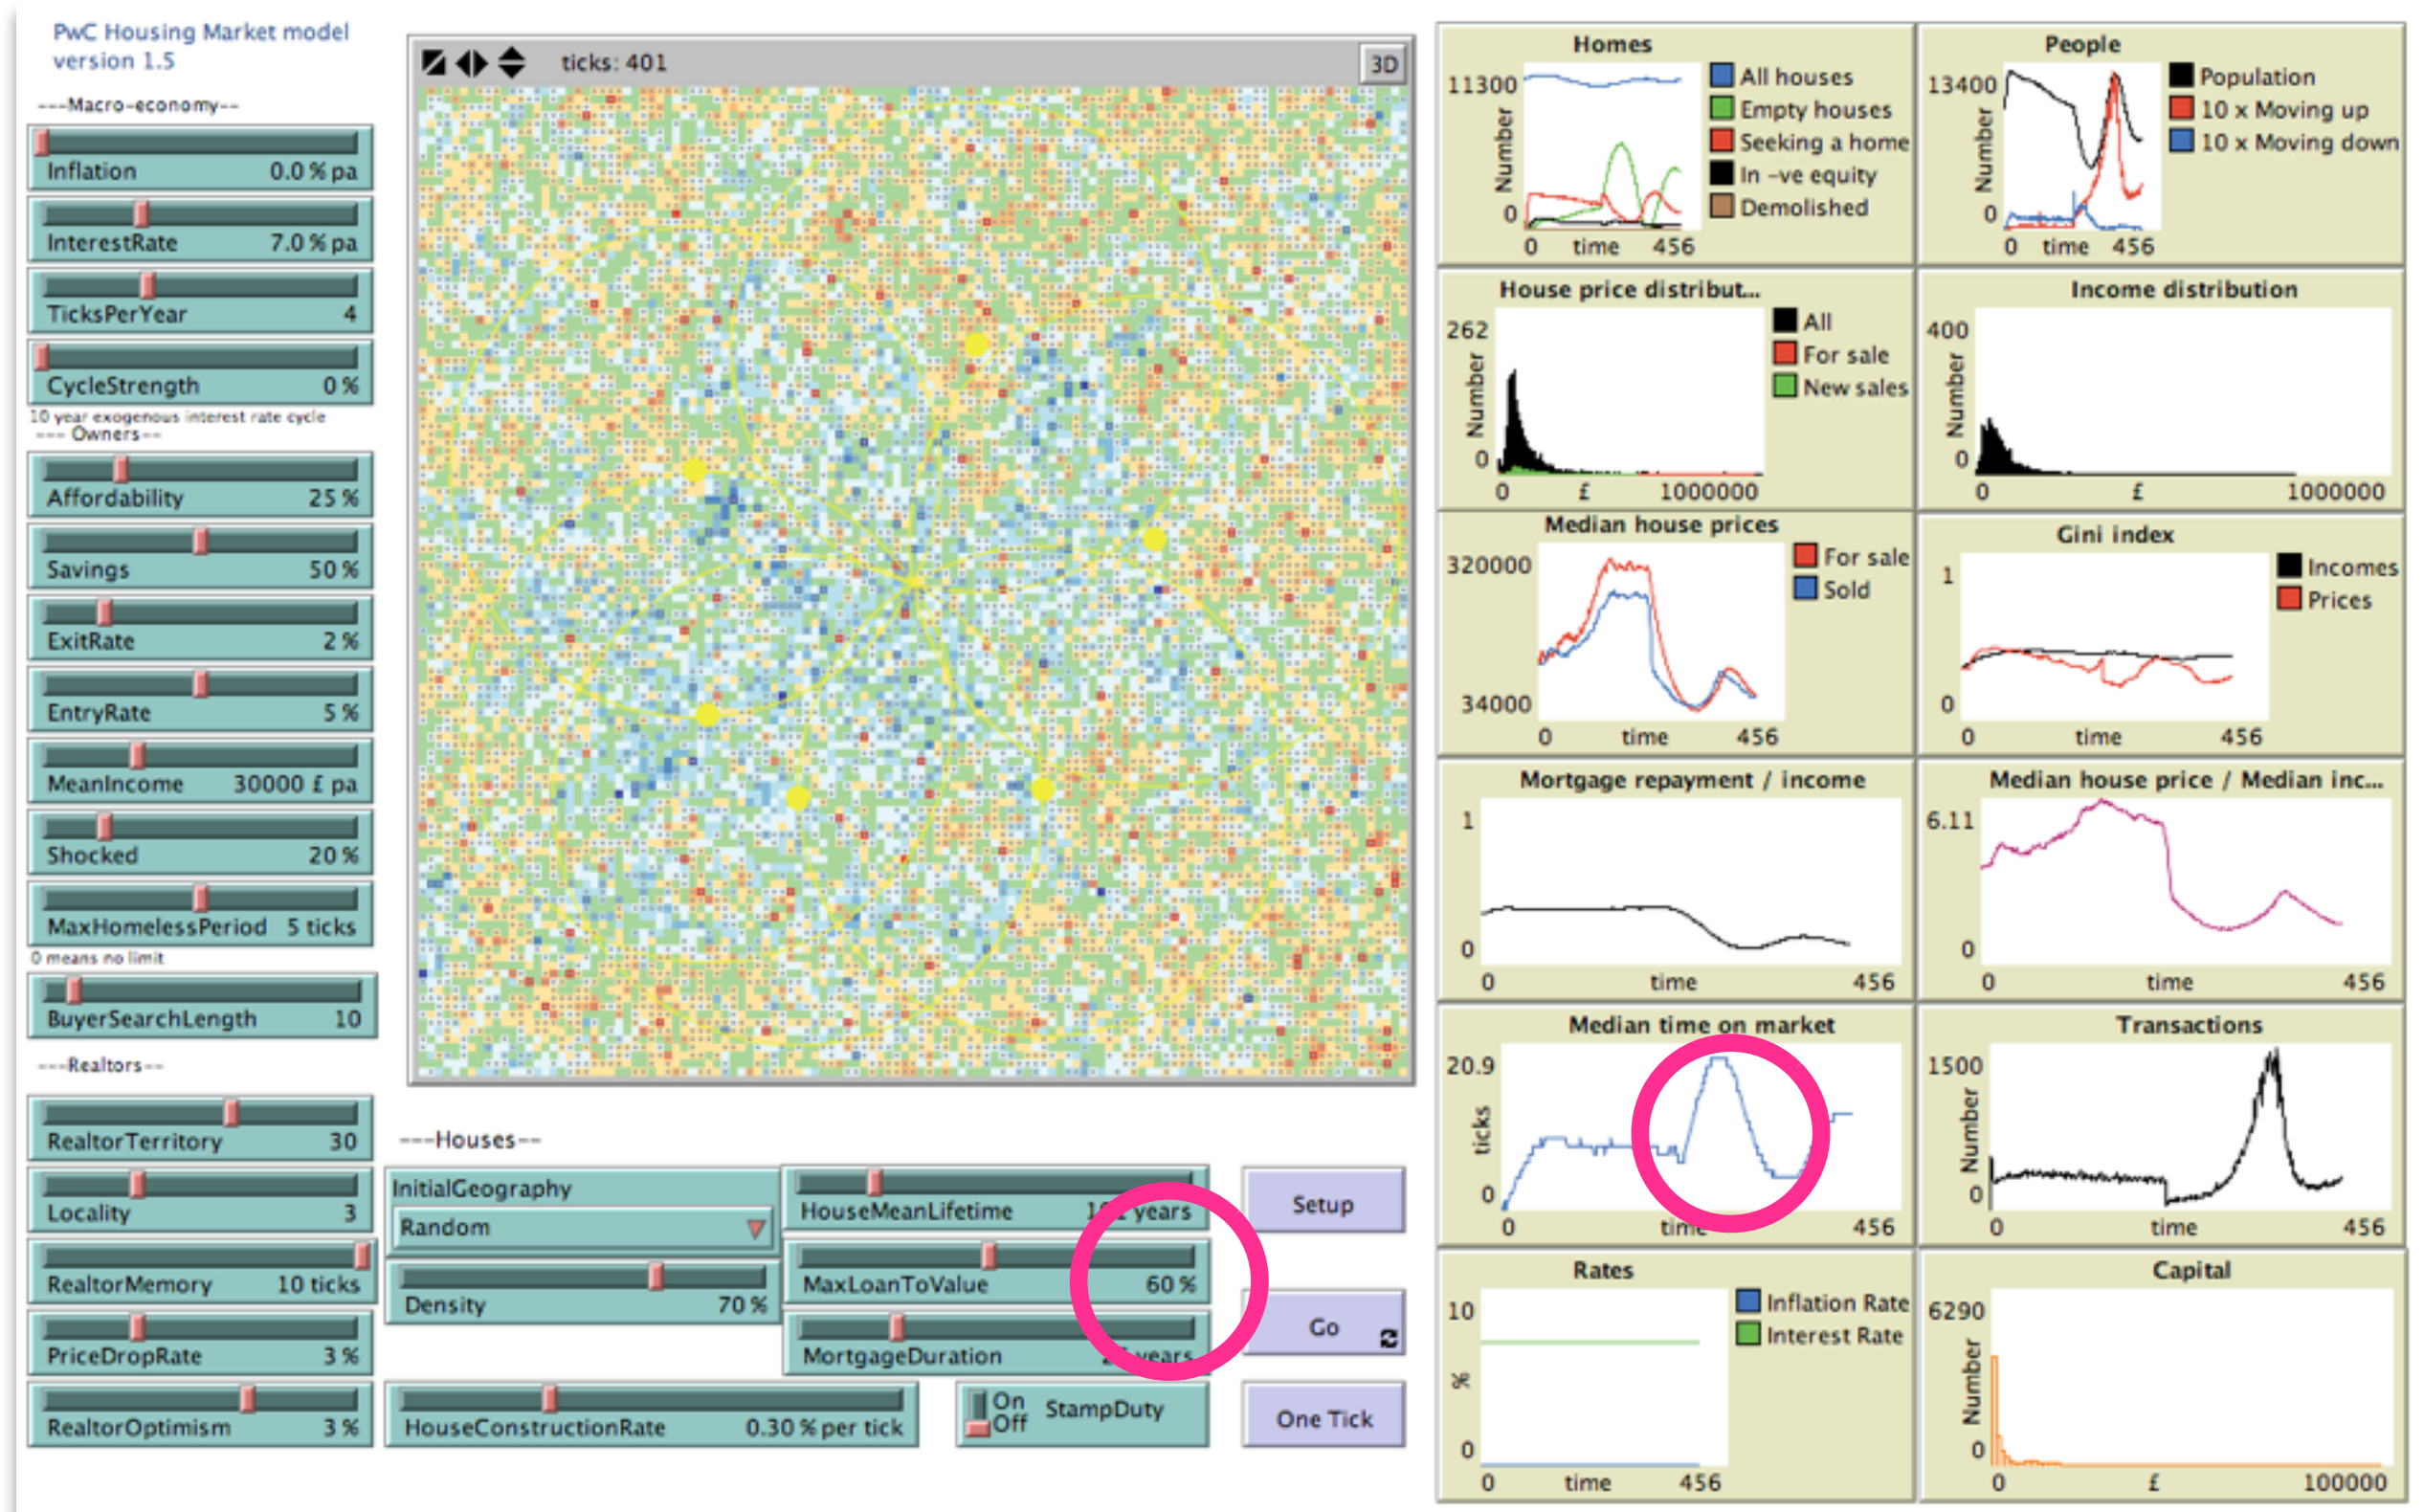 PwC Housing Market model
version 1.5
---Macro-economy--
Inflation 0.0 % pa
InterestRate 7.0 % pa
TicksPerYear 4
CycleStrength 0 %
10 year exogenous interest rate cycle
--- Owners--
Affordability 25 %
Savings 50 %
ExitRate 2 %
EntryRate 5 %
MeanIncome 30000 £ pa
Shocked 20 %
MaxHomelessPeriod 5 ticks
0 means no limit
BuyerSearchLength 10
---Realtors--
RealtorTerritory 30
Locality 3
RealtorMemory 10 ticks
PriceDropRate 3 %
RealtorOptimism 3 %
ticks: 401
3D
---Houses--
InitialGeography
Random
Density 70 %
HouseMeanLifetime years
MaxLoanToValue 60 %
MortgageDuration years
HouseConstructionRate 0.30 % per tick
On
Off
StampDuty
Setup
Go
One Tick
Homes
11300
Number
0
0 time 456
All houses
Empty houses
Seeking a home
In -ve equity
Demolished
People
13400
Number
0
0 time 456
Population
10 x Moving up
10 x Moving down
House price distribut...
262
Number
0
0 £ 1000000
All
For sale
New sales
Income distribution
400
Number
0
0 £ 1000000
Median house prices
320000
34000
0 time 456
For sale
Sold
Gini index
1
0
0 time 456
Incomes
Prices
Mortgage repayment / income
1
0
0 time 456
Median house price / Median inc...
6.11
0
0 time 456
Median time on market
20.9
ticks
0
0 time 456
Transactions
1500
Number
0
0 time 456
Rates
10
%
0
0 time 456
Inflation Rate
Interest Rate
Capital
6290
Number
0
0 £ 100000